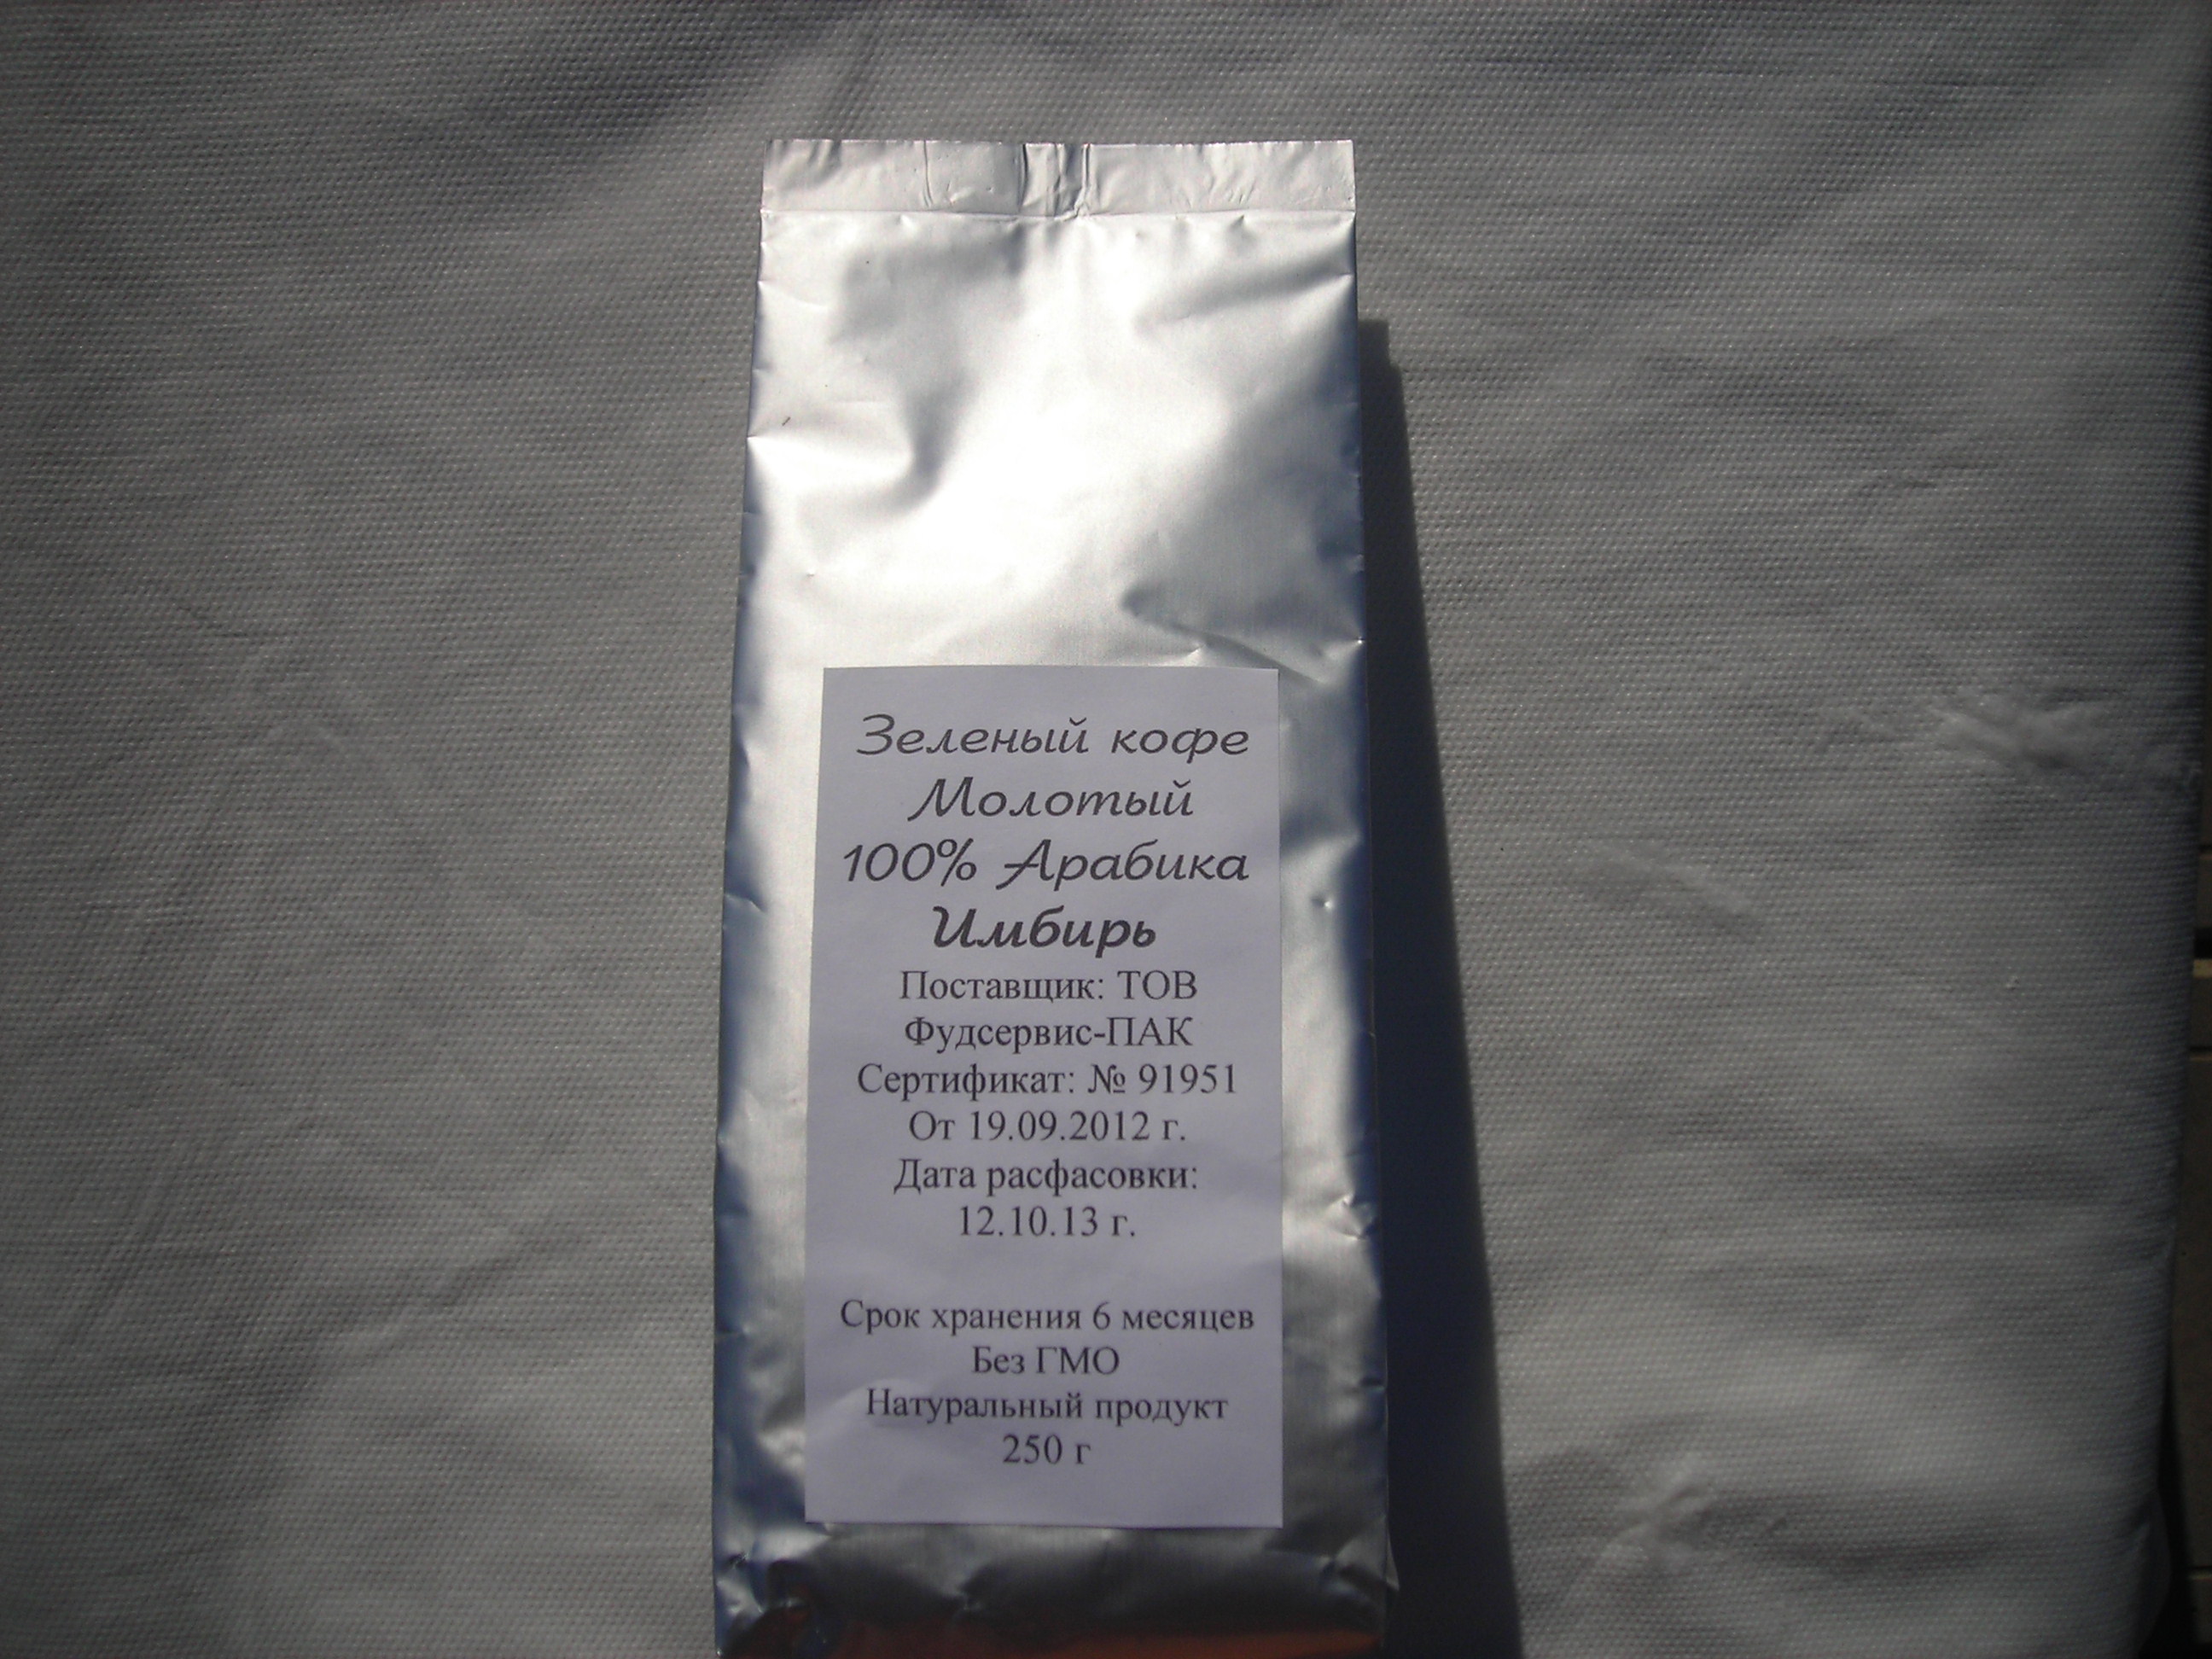 Зеленый кофе
Молотый
100% Арабика
Имбирь
Поставщик: ТОВ
Фудсервис-ПАК
Сертификат: № 91951
От 19.09.2012 г.
Дата расфасовки:
12.10.13 г.
Срок хранения 6 месяцев
Без ГМО
Натуральный продукт
250 г